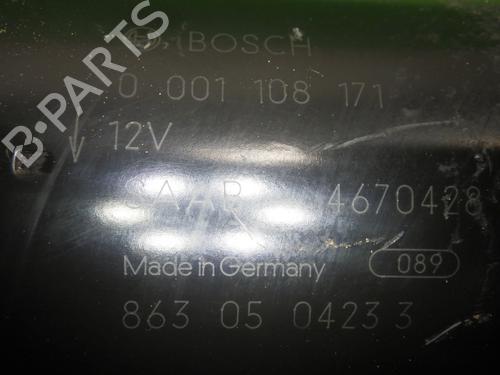 BOSCH
0 001 108 171
12V
SAAB 4670428
Made in Germany 089
863 05 0423 3
B-PARTS